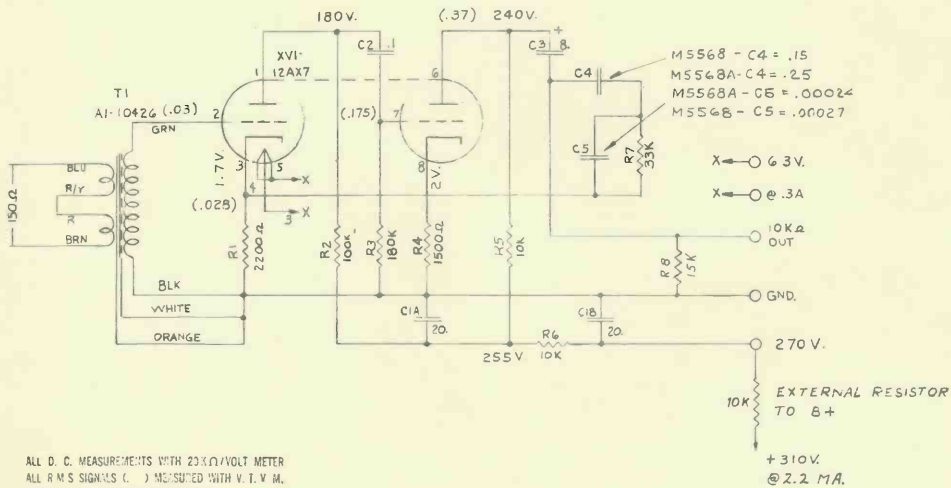 180V.
(.37)
240V.
C2
.1
C3
8.
+
XV1-
12AX7
1
6
C4
M5568 - C4 = .15
M5568A-C4 = .25
M5568A-C5 = .00024
M5568 - C5 = .00027
T1
A1-10426 (.03)
GRN
2
(.175)
7
C5
R7
33K
BLU
R/Y
R
BRN
150Ω
1.7V.
3
4
5
X
(.028)
3
X
8
2V.
X
6.3V.
X
@ .3A
R1
2200Ω
R2
100K
R3
180K
R4
1500Ω
R5
10K
10KΩ
OUT
R8
15K
BLK
GND.
WHITE
C1A
20.
C1B
20.
ORANGE
255V.
R6
10K
270V.
10K
EXTERNAL RESISTOR
TO B+
+310V.
@2.2 MA.
ALL D. C. MEASUREMENTS WITH 20KΩ/VOLT METER
ALL R M S SIGNALS ( ) MEASURED WITH V. T. V. M.